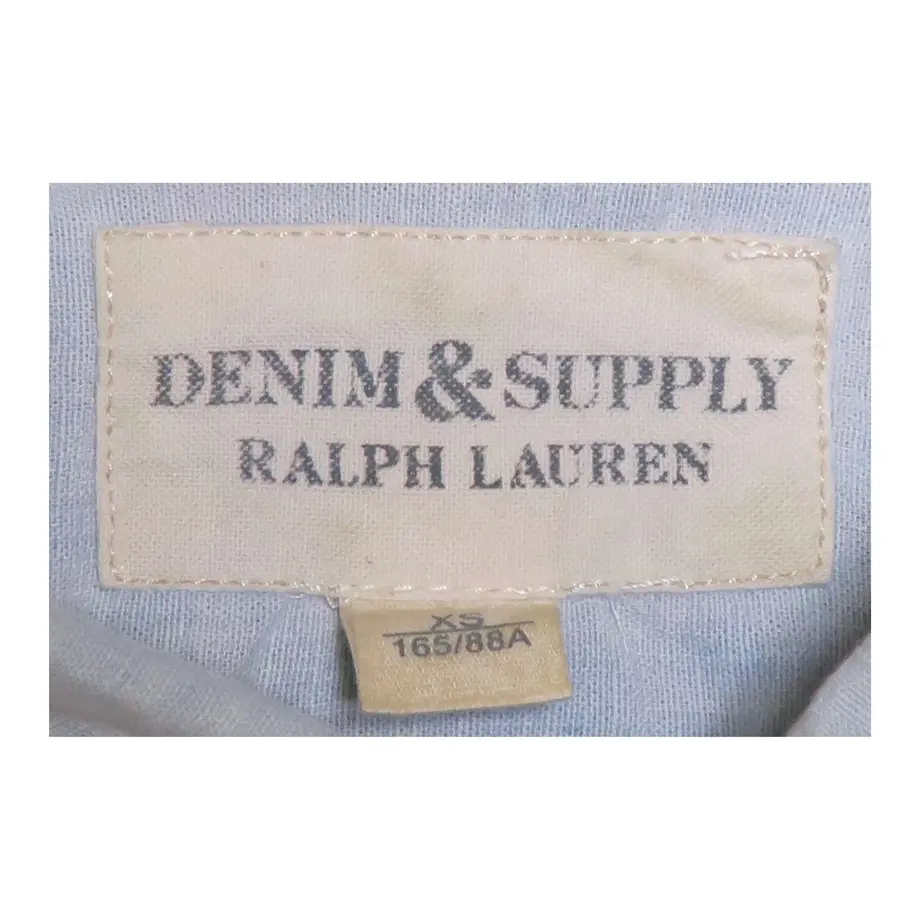 DENIM & SUPPLY
RALPH LAUREN
XS
165/88A